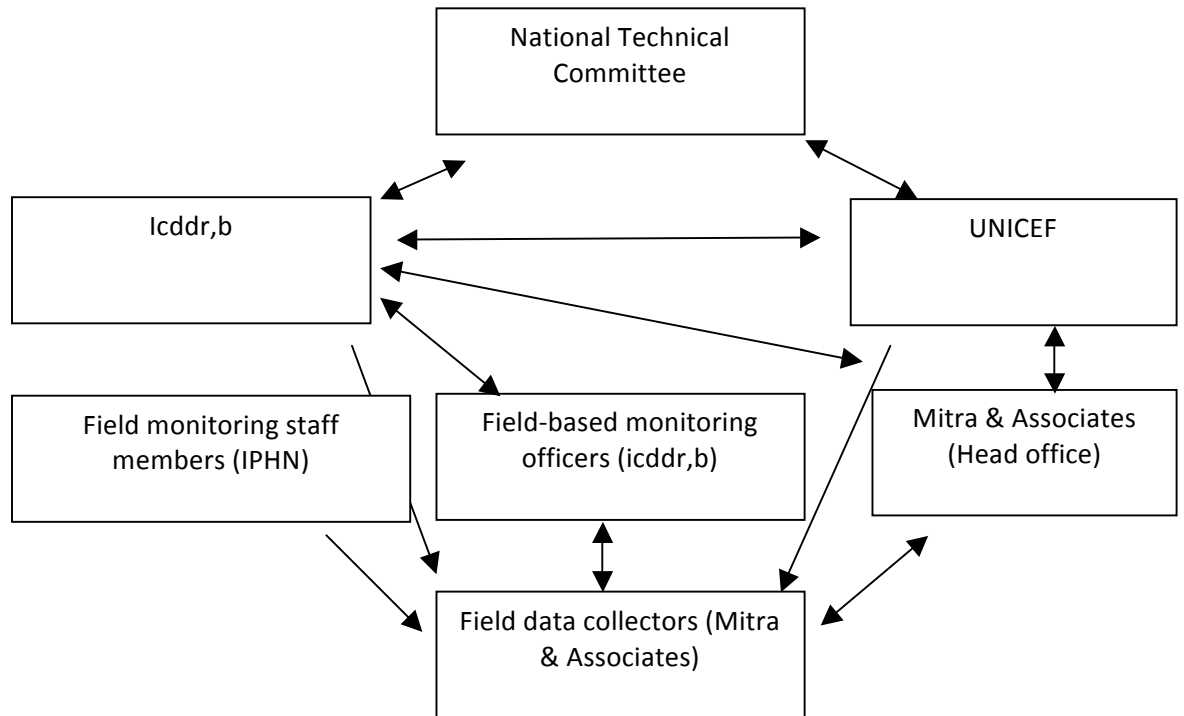 National Technical
Committee
Icddr,b
UNICEF
Field monitoring staff
members (IPHN)
Field-based monitoring
officers (icddr,b)
Mitra & Associates
(Head office)
Field data collectors (Mitra
& Associates)